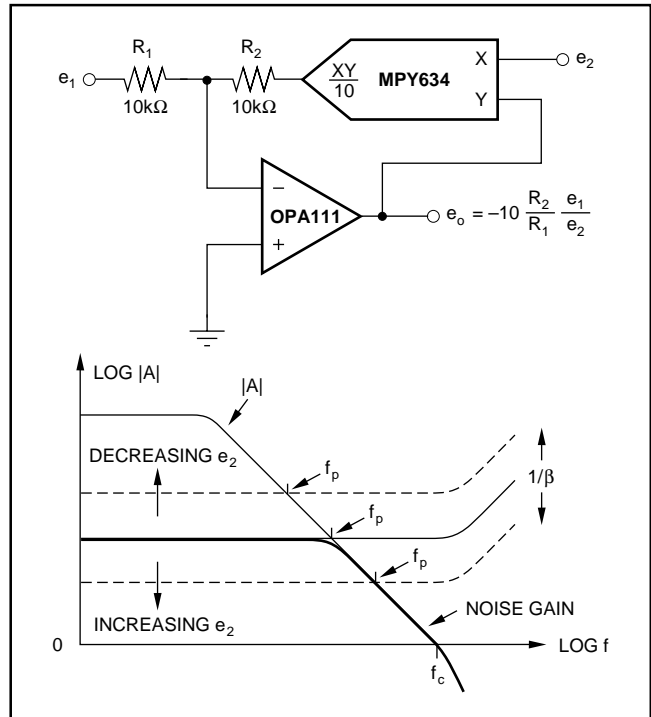 R1
R2
e1
10kΩ
10kΩ
XY
10
MPY634
X
Y
e2
−
OPA111
+
eo = −10 R2/R1 e1/e2
LOG |A|
|A|
DECREASING e2
fp
1/β
fp
fp
NOISE GAIN
INCREASING e2
0
LOG f
fc